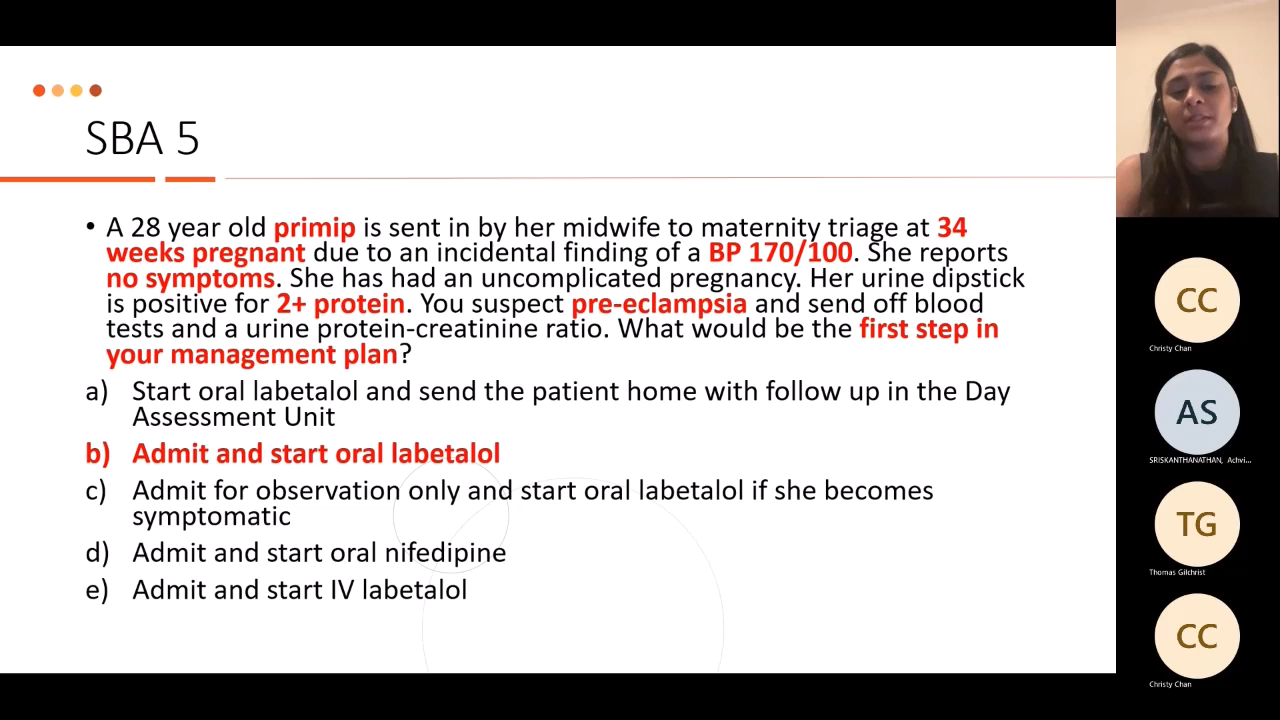 SBA 5
• A 28 year old primip is sent in by her midwife to maternity triage at 34
weeks pregnant due to an incidental finding of a BP 170/100. She reports
no symptoms. She has had an uncomplicated pregnancy. Her urine dipstick
is positive for 2+ protein. You suspect pre-eclampsia and send off blood
tests and a urine protein-creatinine ratio. What would be the first step in
your management plan?
a) Start oral labetalol and send the patient home with follow up in the Day
Assessment Unit
b) Admit and start oral labetalol
c) Admit for observation only and start oral labetalol if she becomes
symptomatic
d) Admit and start oral nifedipine
e) Admit and start IV labetalol
CC
Christy Chan
AS
SRISKANTHANATHAN, Achvi...
TG
Thomas Gilchrist
CC
Christy Chan